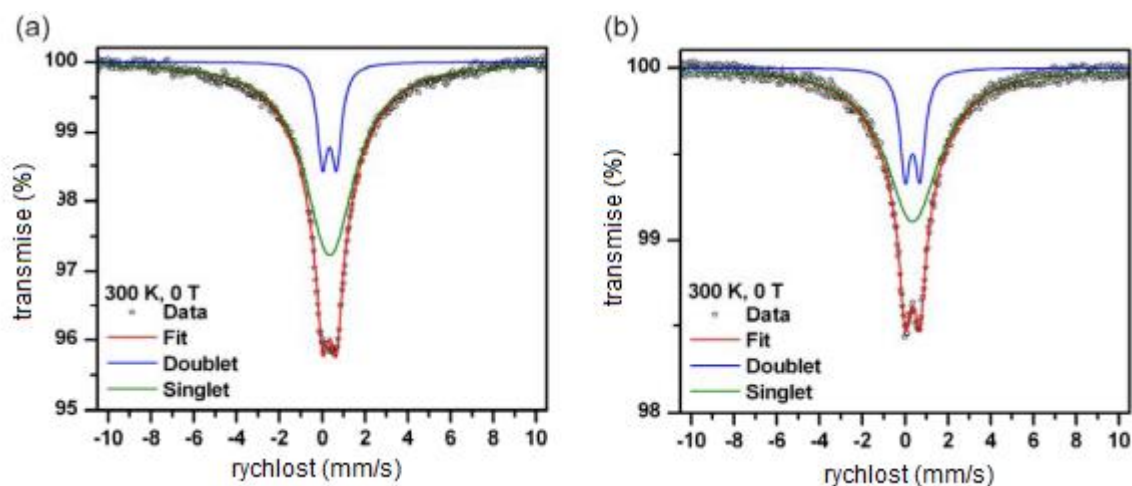 (a)
transmise (%)
100
99
98
97
96
95
300 K, 0 T
Data
Fit
Doublet
Singlet
-10 -8 -6 -4 -2 0 2 4 6 8 10
rychlost (mm/s)
(b)
transmise (%)
100
99
98
300 K, 0 T
Data
Fit
Doublet
Singlet
-10 -8 -6 -4 -2 0 2 4 6 8 10
rychlost (mm/s)